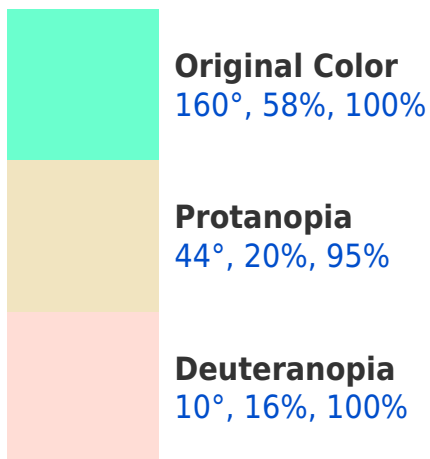 Original Color
160°, 58%, 100%
Protanopia
44°, 20%, 95%
Deuteranopia
10°, 16%, 100%